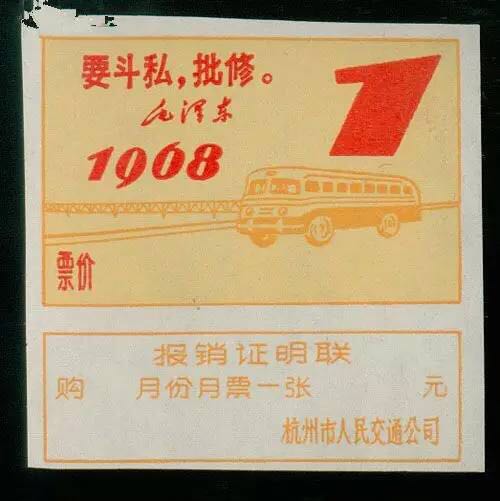 要斗私，批修。
毛泽东
1968
1
票价
报销证明联
购 月份月票一张 元
杭州市人民交通公司